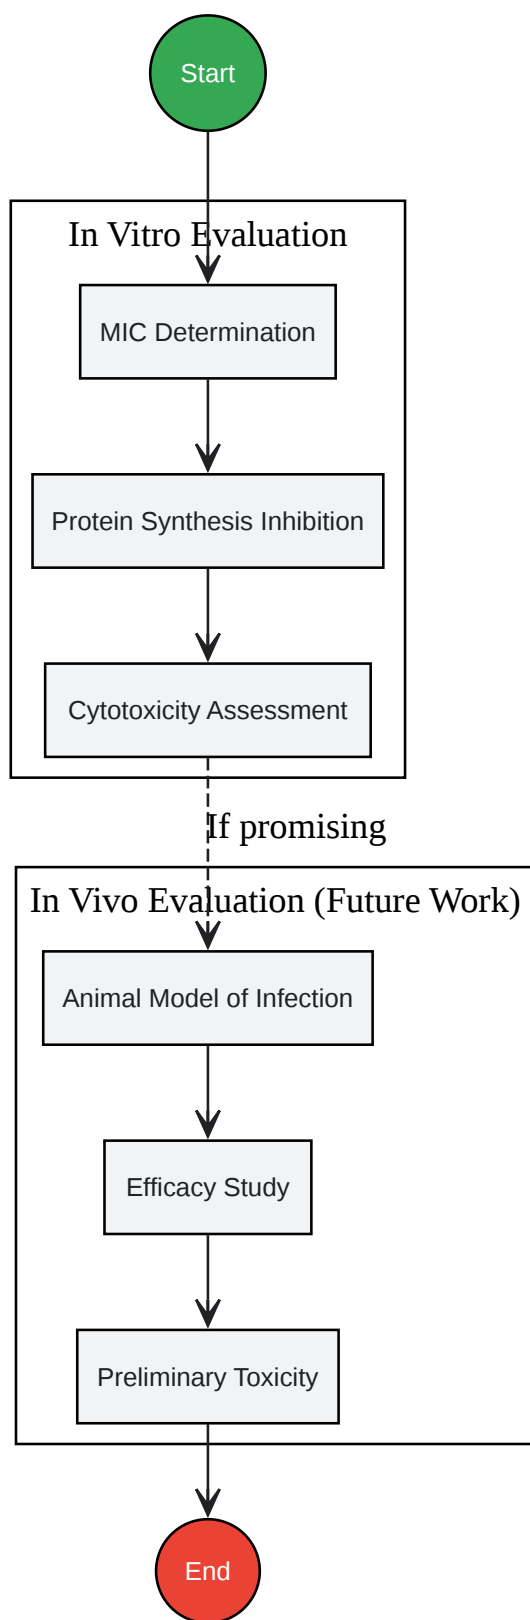 Start
In Vitro Evaluation
MIC Determination
Protein Synthesis Inhibition
Cytotoxicity Assessment
If promising
In Vivo Evaluation (Future Work)
Animal Model of Infection
Efficacy Study
Preliminary Toxicity
End